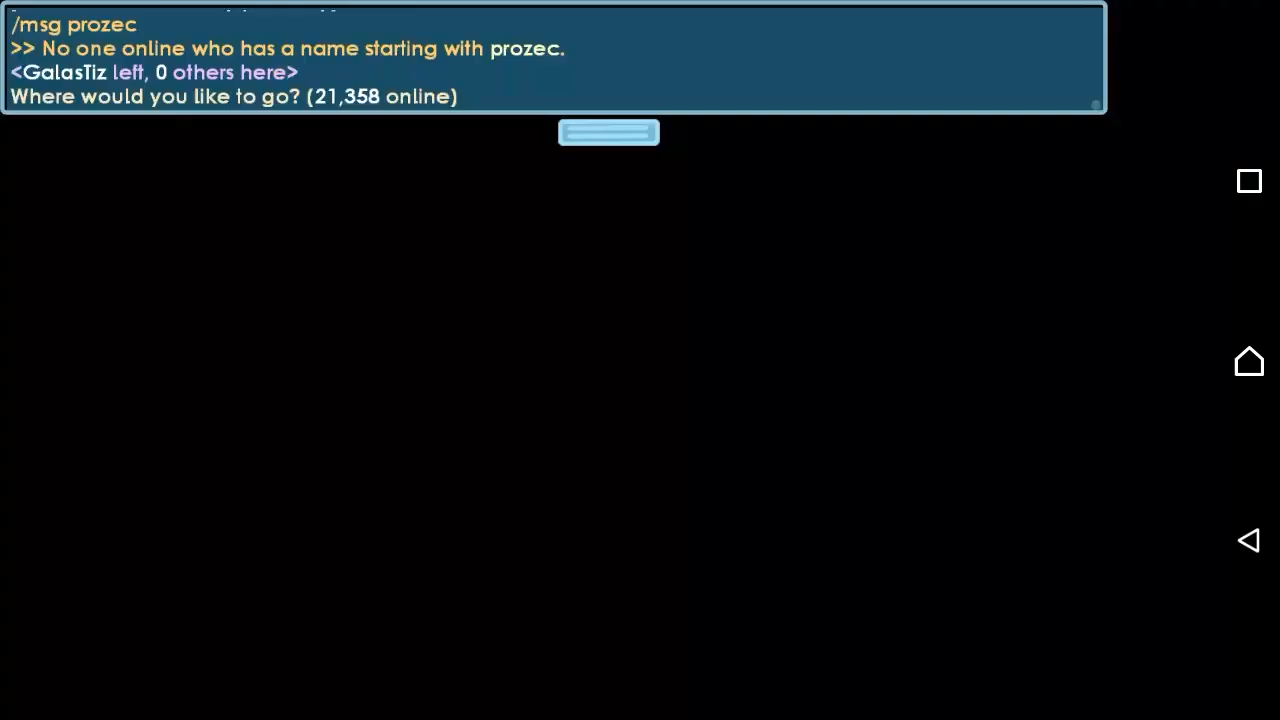 /msg prozec
>> No one online who has a name starting with prozec.
<GalasTiz left, 0 others here>
Where would you like to go? (21,358 online)